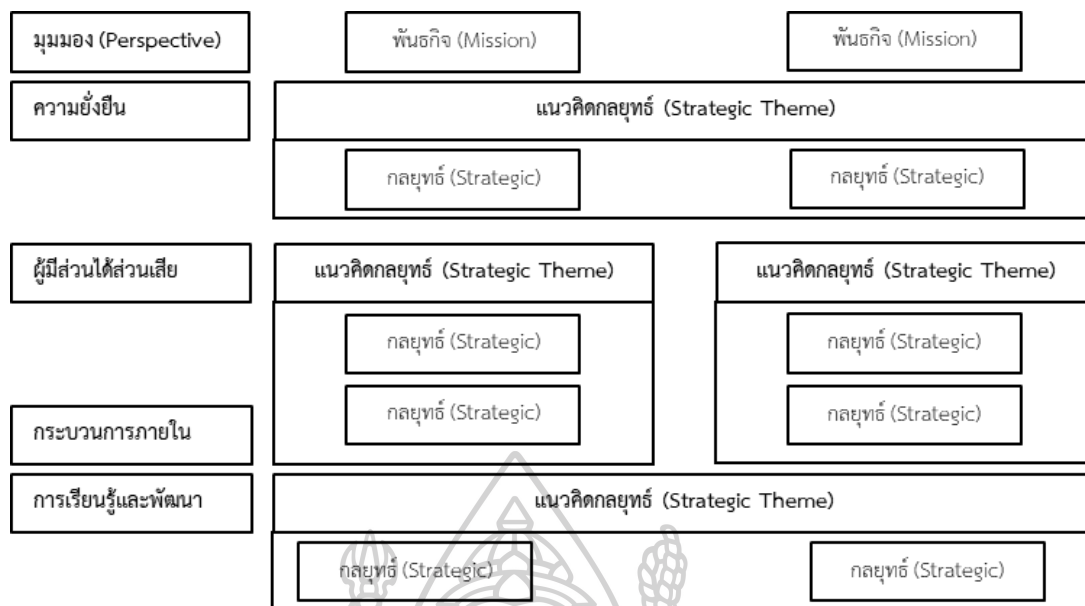 มุมมอง (Perspective)
พันธกิจ (Mission)
พันธกิจ (Mission)
ความยั่งยืน
แนวคิดกลยุทธ์ (Strategic Theme)
กลยุทธ์ (Strategic)
กลยุทธ์ (Strategic)
ผู้มีส่วนได้ส่วนเสีย
แนวคิดกลยุทธ์ (Strategic Theme)
แนวคิดกลยุทธ์ (Strategic Theme)
กลยุทธ์ (Strategic)
กลยุทธ์ (Strategic)
กลยุทธ์ (Strategic)
กลยุทธ์ (Strategic)
กระบวนการภายใน
การเรียนรู้และพัฒนา
แนวคิดกลยุทธ์ (Strategic Theme)
กลยุทธ์ (Strategic)
กลยุทธ์ (Strategic)